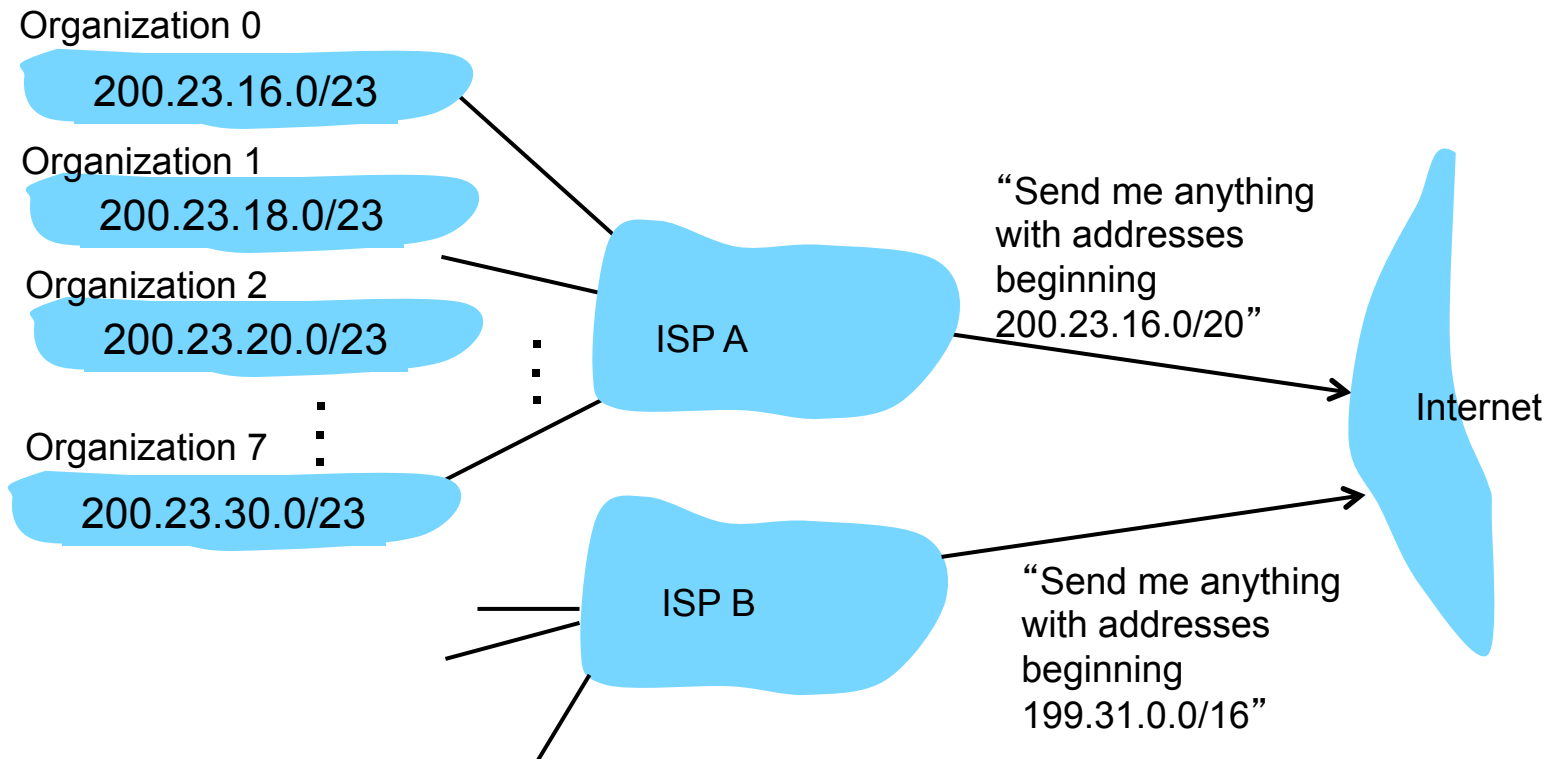 Organization 0
200.23.16.0/23
Organization 1
200.23.18.0/23
Organization 2
200.23.20.0/23
Organization 7
200.23.30.0/23
ISP A
ISP B
“Send me anything
with addresses
beginning
200.23.16.0/20”
“Send me anything
with addresses
beginning
199.31.0.0/16”
Internet